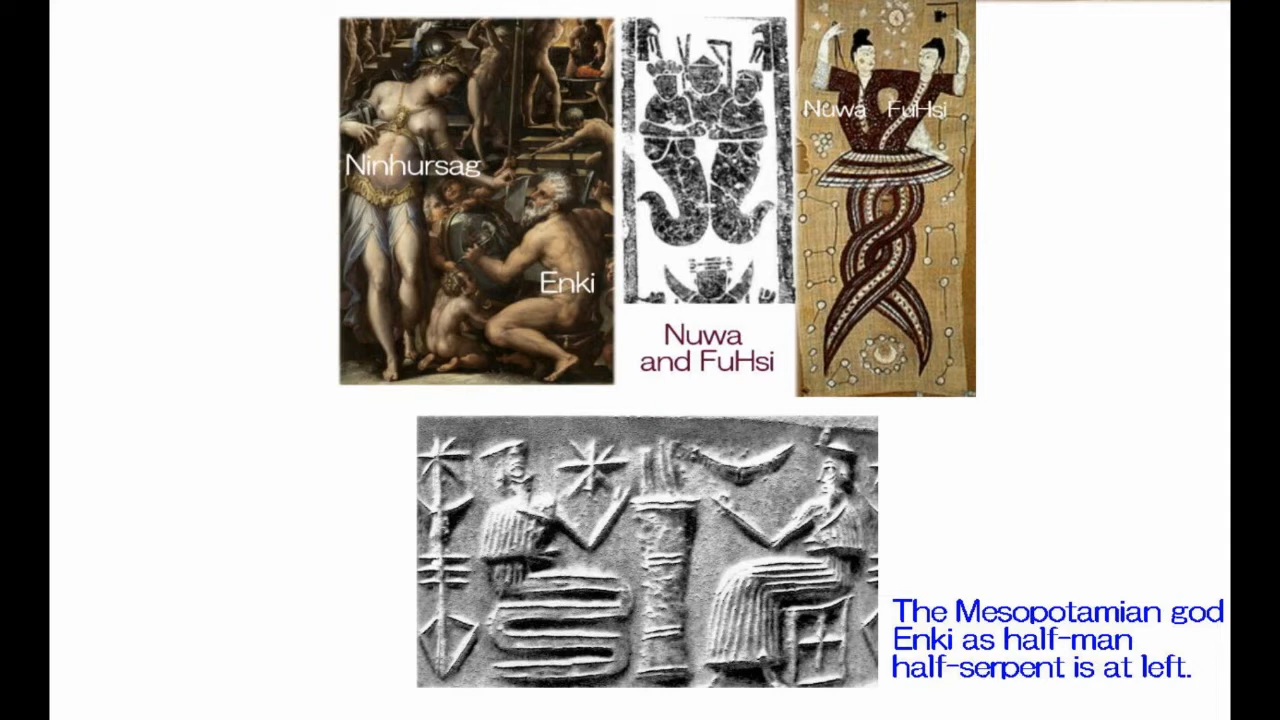 Ninhursag
Enki
Nuwa
and FuHsi
Nuwa FuHsi
The Mesopotamian god
Enki as half-man
half-serpent is at left.